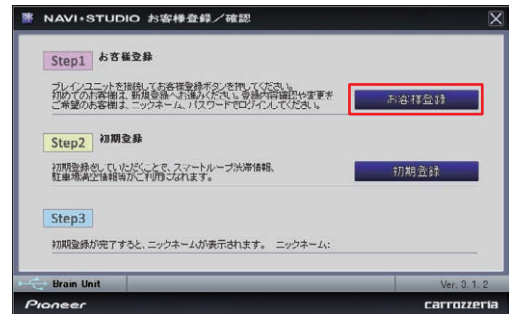 NAVI•STUDIO お客様登録／確認
Step1 お客様登録
ブレインユニットを接続してお客様登録ボタンを押してください。
初めてのお客様は、新規登録へお進みください。登録内容確認や変更を
ご希望のお客様は、ニックネーム、パスワードでログインしてください。
お客様登録
Step2 初期登録
初期登録をしていただくことで、スマートループ渋滞情報、
駐車場満空情報等がご利用になれます。
初期登録
Step3
初期登録が完了すると、ニックネームが表示されます。 ニックネーム:
Brain Unit
Ver. 3. 1. 2
Pioneer
carrozzeria